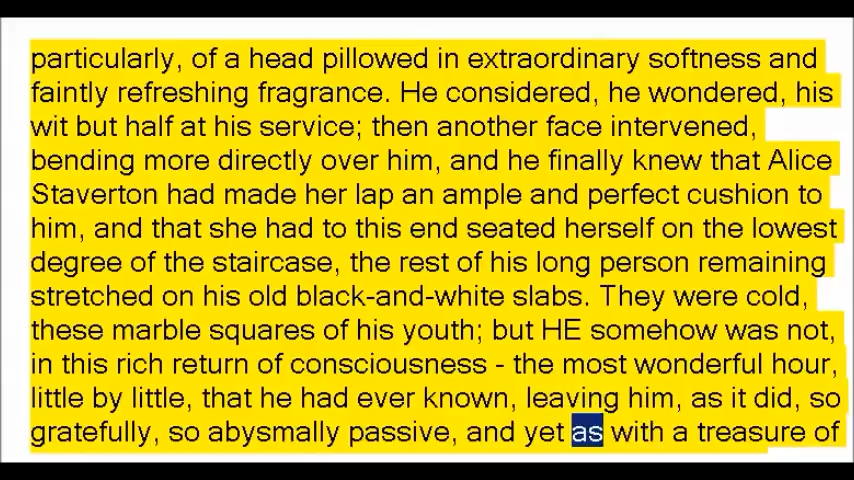 particularly, of a head pillowed in extraordinary softness and
faintly refreshing fragrance. He considered, he wondered, his
wit but half at his service; then another face intervened,
bending more directly over him, and he finally knew that Alice
Staverton had made her lap an ample and perfect cushion to
him, and that she had to this end seated herself on the lowest
degree of the staircase, the rest of his long person remaining
stretched on his old black-and-white slabs. They were cold,
these marble squares of his youth; but HE somehow was not,
in this rich return of consciousness - the most wonderful hour,
little by little, that he had ever known, leaving him, as it did, so
gratefully, so abysmally passive, and yet as with a treasure of